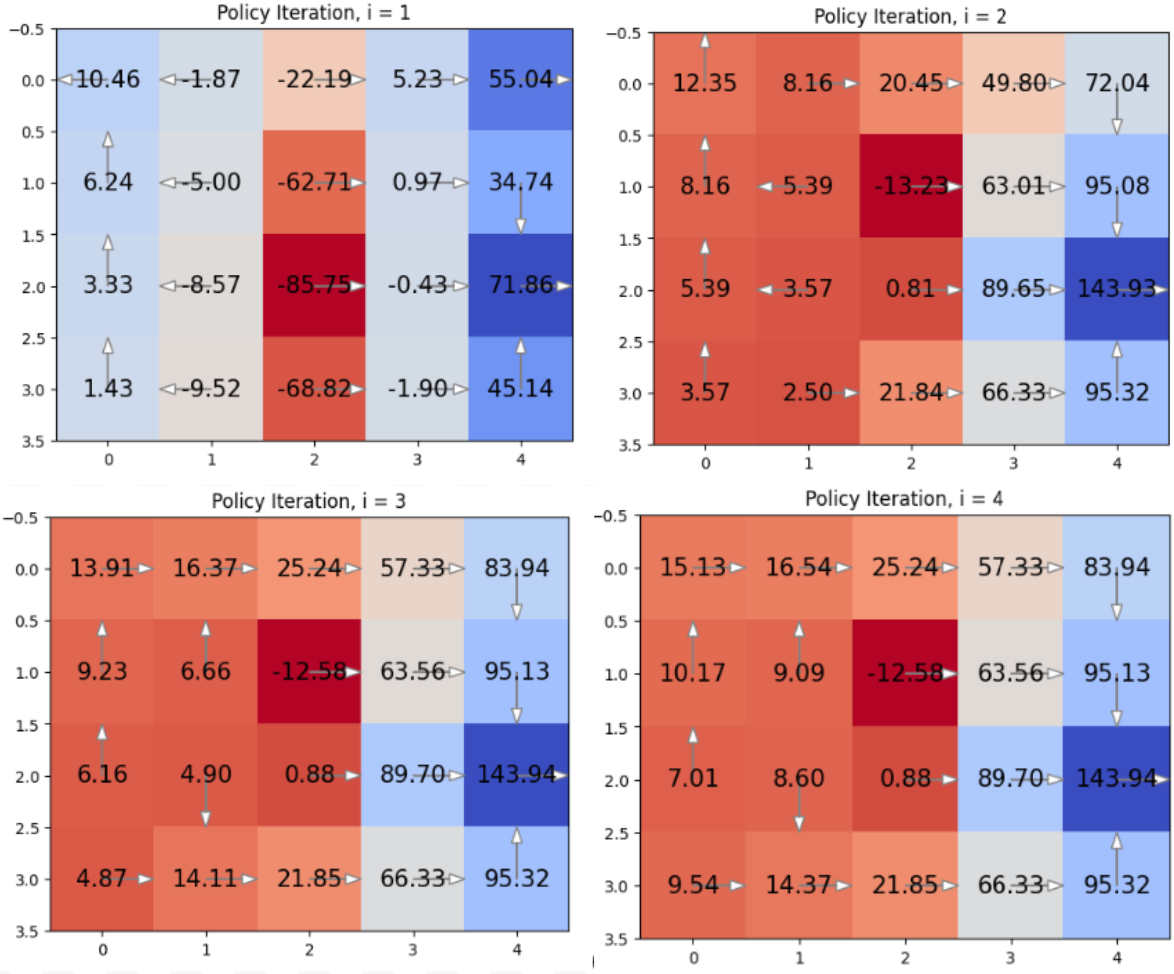 Policy Iteration, i = 1
−0.5
10.46 -1.87 -22.19 5.23 55.04
0.0
0.5
6.24 -5.00 -62.71 0.97 34.74
1.0
1.5
3.33 -8.57 -85.75 -0.43 71.86
2.0
2.5
1.43 -9.52 -68.82 -1.90 45.14
3.0
3.5
0 1 2 3 4
Policy Iteration, i = 2
−0.5
12.35 8.16 20.45 49.80 72.04
0.0
0.5
8.16 5.39 -13.23 63.01 95.08
1.0
1.5
5.39 3.57 0.81 89.65 143.93
2.0
2.5
3.57 2.50 21.84 66.33 95.32
3.0
3.5
0 1 2 3 4
Policy Iteration, i = 3
−0.5
13.91 16.37 25.24 57.33 83.94
0.0
0.5
9.23 6.66 -12.58 63.56 95.13
1.0
1.5
6.16 4.90 0.88 89.70 143.94
2.0
2.5
4.87 14.11 21.85 66.33 95.32
3.0
3.5
0 1 2 3 4
Policy Iteration, i = 4
−0.5
15.13 16.54 25.24 57.33 83.94
0.0
0.5
10.17 9.09 -12.58 63.56 95.13
1.0
1.5
7.01 8.60 0.88 89.70 143.94
2.0
2.5
9.54 14.37 21.85 66.33 95.32
3.0
3.5
0 1 2 3 4